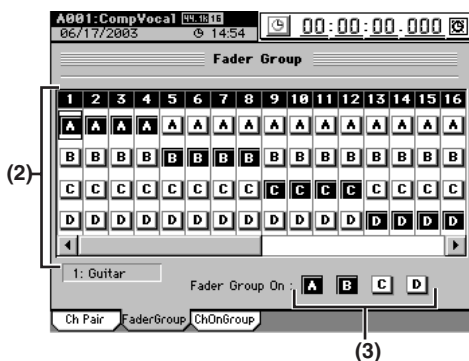 A001:CompVocal 44.1k 16
06/17/2003 14:54 00:00:00.000
Fader Group
1 2 3 4 5 6 7 8 9 10 11 12 13 14 15 16
A A A A A A A A A A A A A A A A
B B B B B B B B B B B B B B B B
(2)
C C C C C C C C C C C C C C C C
D D D D D D D D D D D D D D D D
1: Guitar
Fader Group On : A B C D
Ch Pair FaderGroup ChOnGroup
(3)